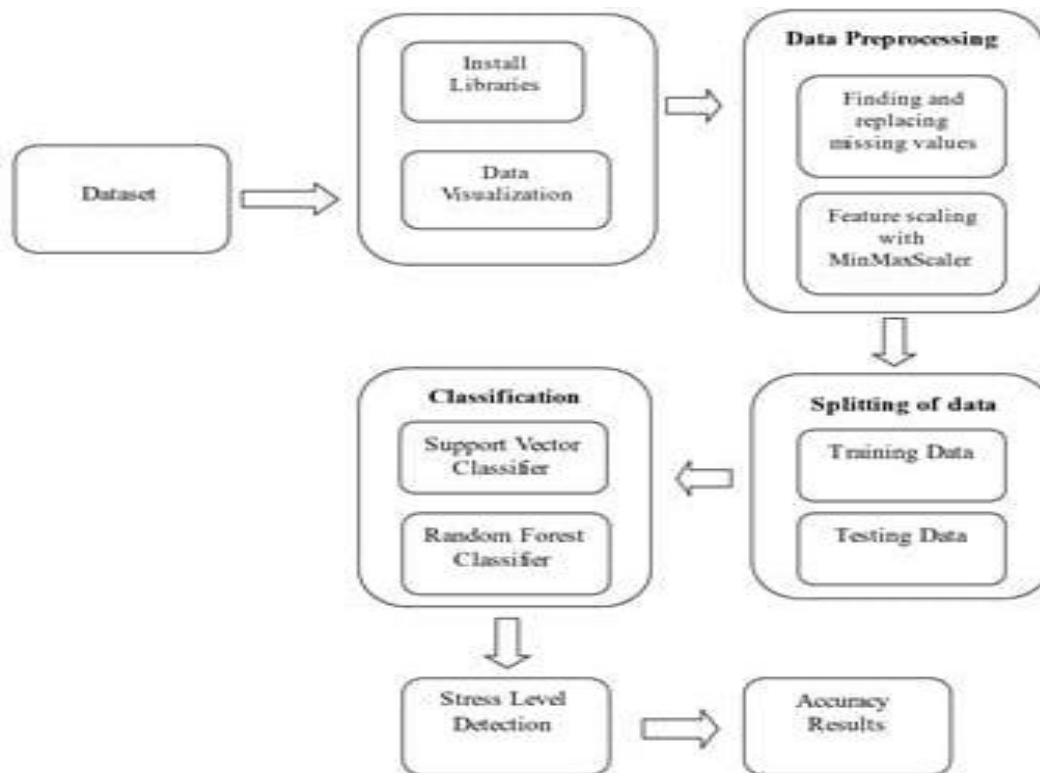 Dataset
Install
Libraries
Data
Visualization
Data Preprocessing
Finding and
replacing
missing values
Feature scaling
with
MinMaxScaler
Splitting of data
Training Data
Testing Data
Classification
Support Vector
Classifier
Random Forest
Classifier
Stress Level
Detection
Accuracy
Results